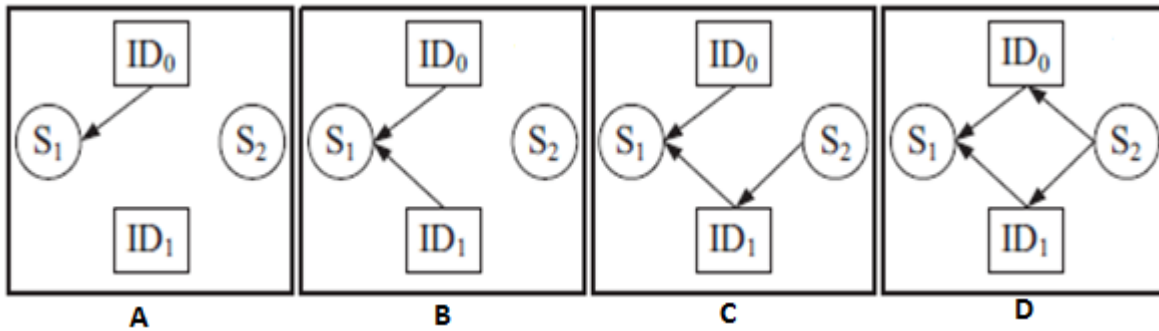 ID₀ ID₀ ID₀ ID₀
S₁ S₂ S₁ S₂ S₁ S₂ S₁ S₂
ID₁ ID₁ ID₁ ID₁
A B C D